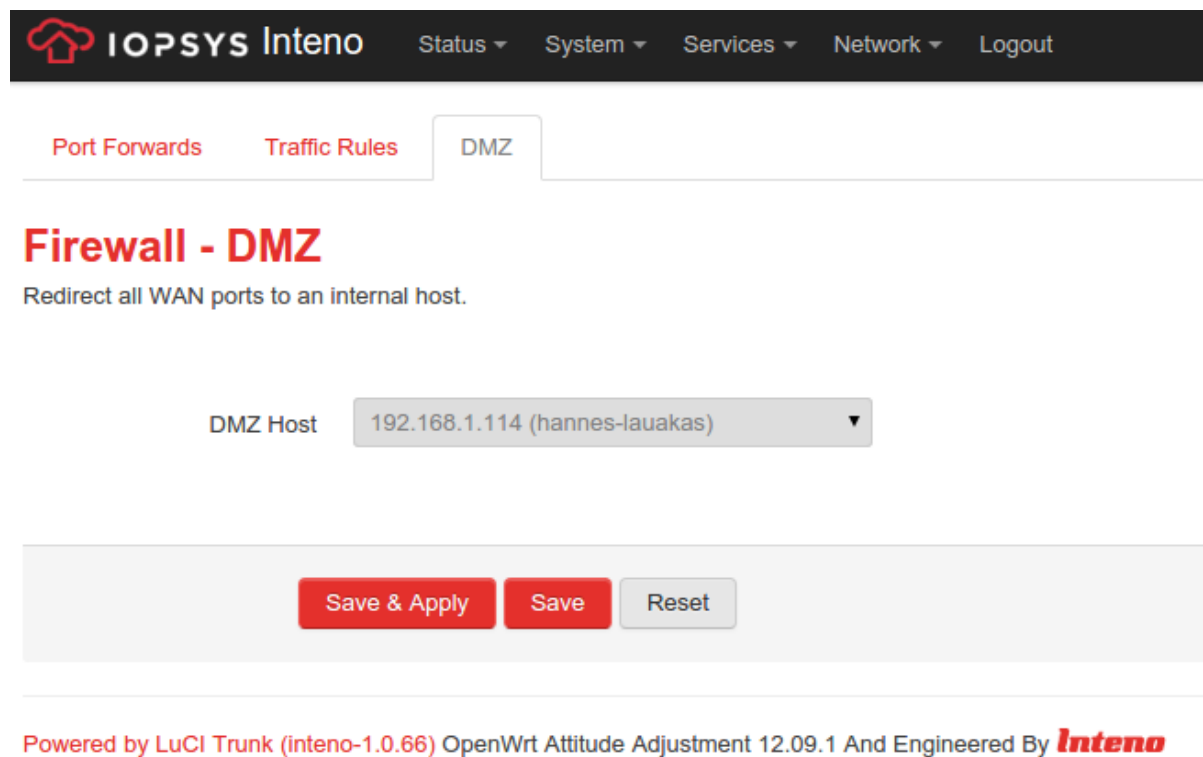 IOPSYS Inteno Status System Services Network Logout
Port Forwards Traffic Rules DMZ
Firewall - DMZ
Redirect all WAN ports to an internal host.
DMZ Host 192.168.1.114 (hannes-lauakas)
Save & Apply Save Reset
Powered by LuCI Trunk (inteno-1.0.66) OpenWrt Attitude Adjustment 12.09.1 And Engineered By Inteno